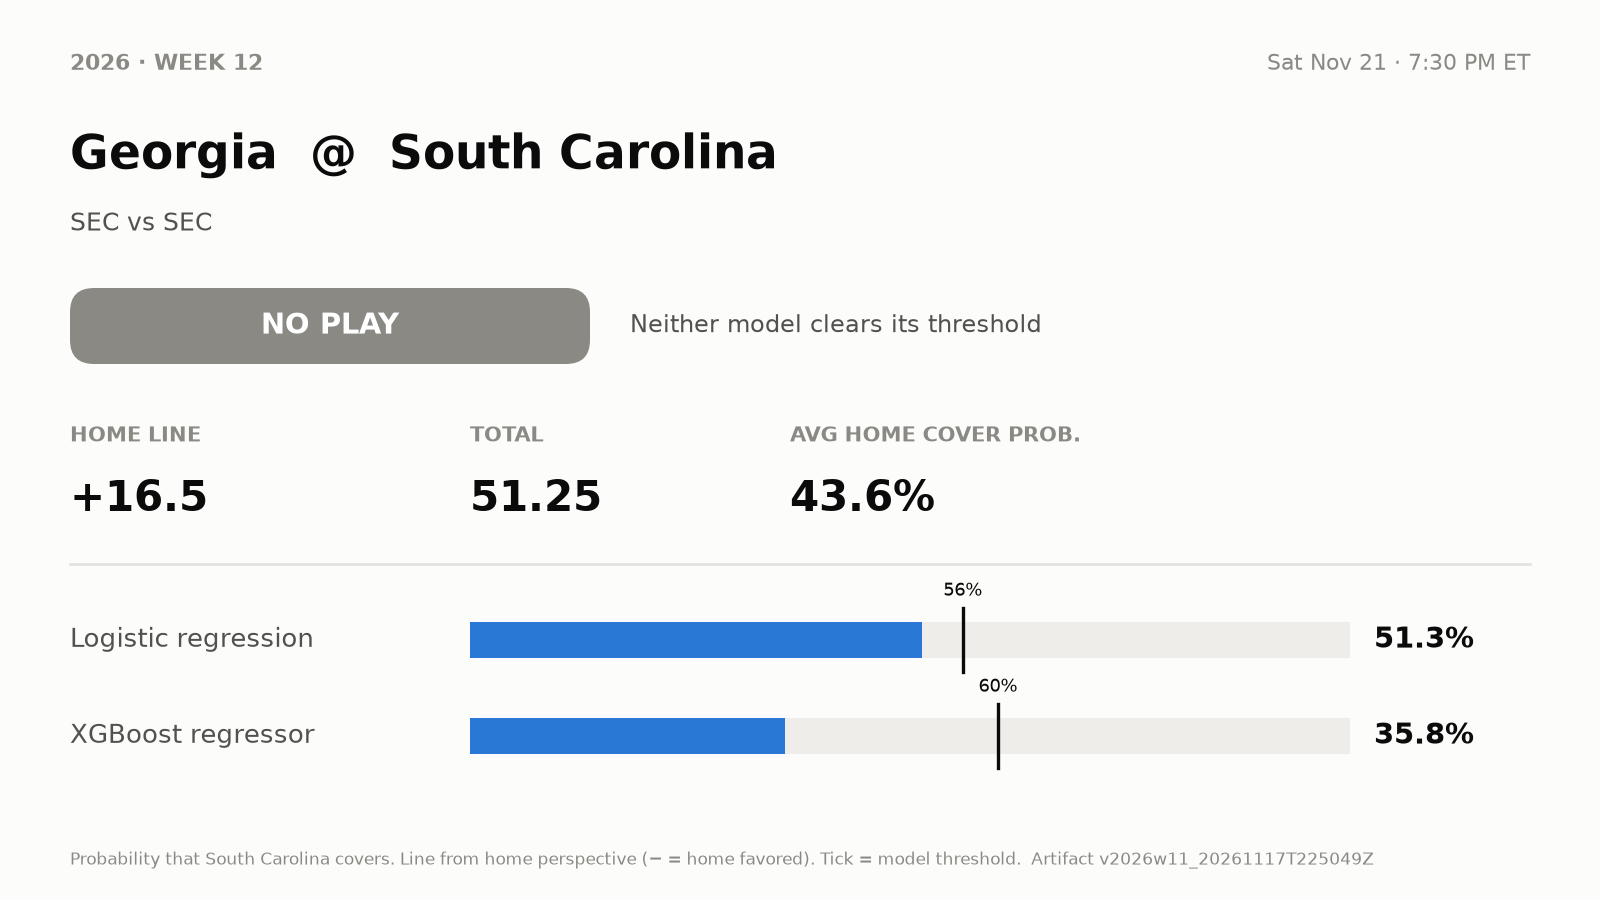 2026 · WEEK 12
Sat Nov 21 · 7:30 PM ET
Georgia @ South Carolina
SEC vs SEC
NO PLAY
Neither model clears its threshold
HOME LINE
TOTAL
AVG HOME COVER PROB.
+16.5
51.25
43.6%
56%
Logistic regression
51.3%
60%
XGBoost regressor
35.8%
Probability that South Carolina covers. Line from home perspective (− = home favored). Tick = model threshold. Artifact v2026w11_20261117T225049Z